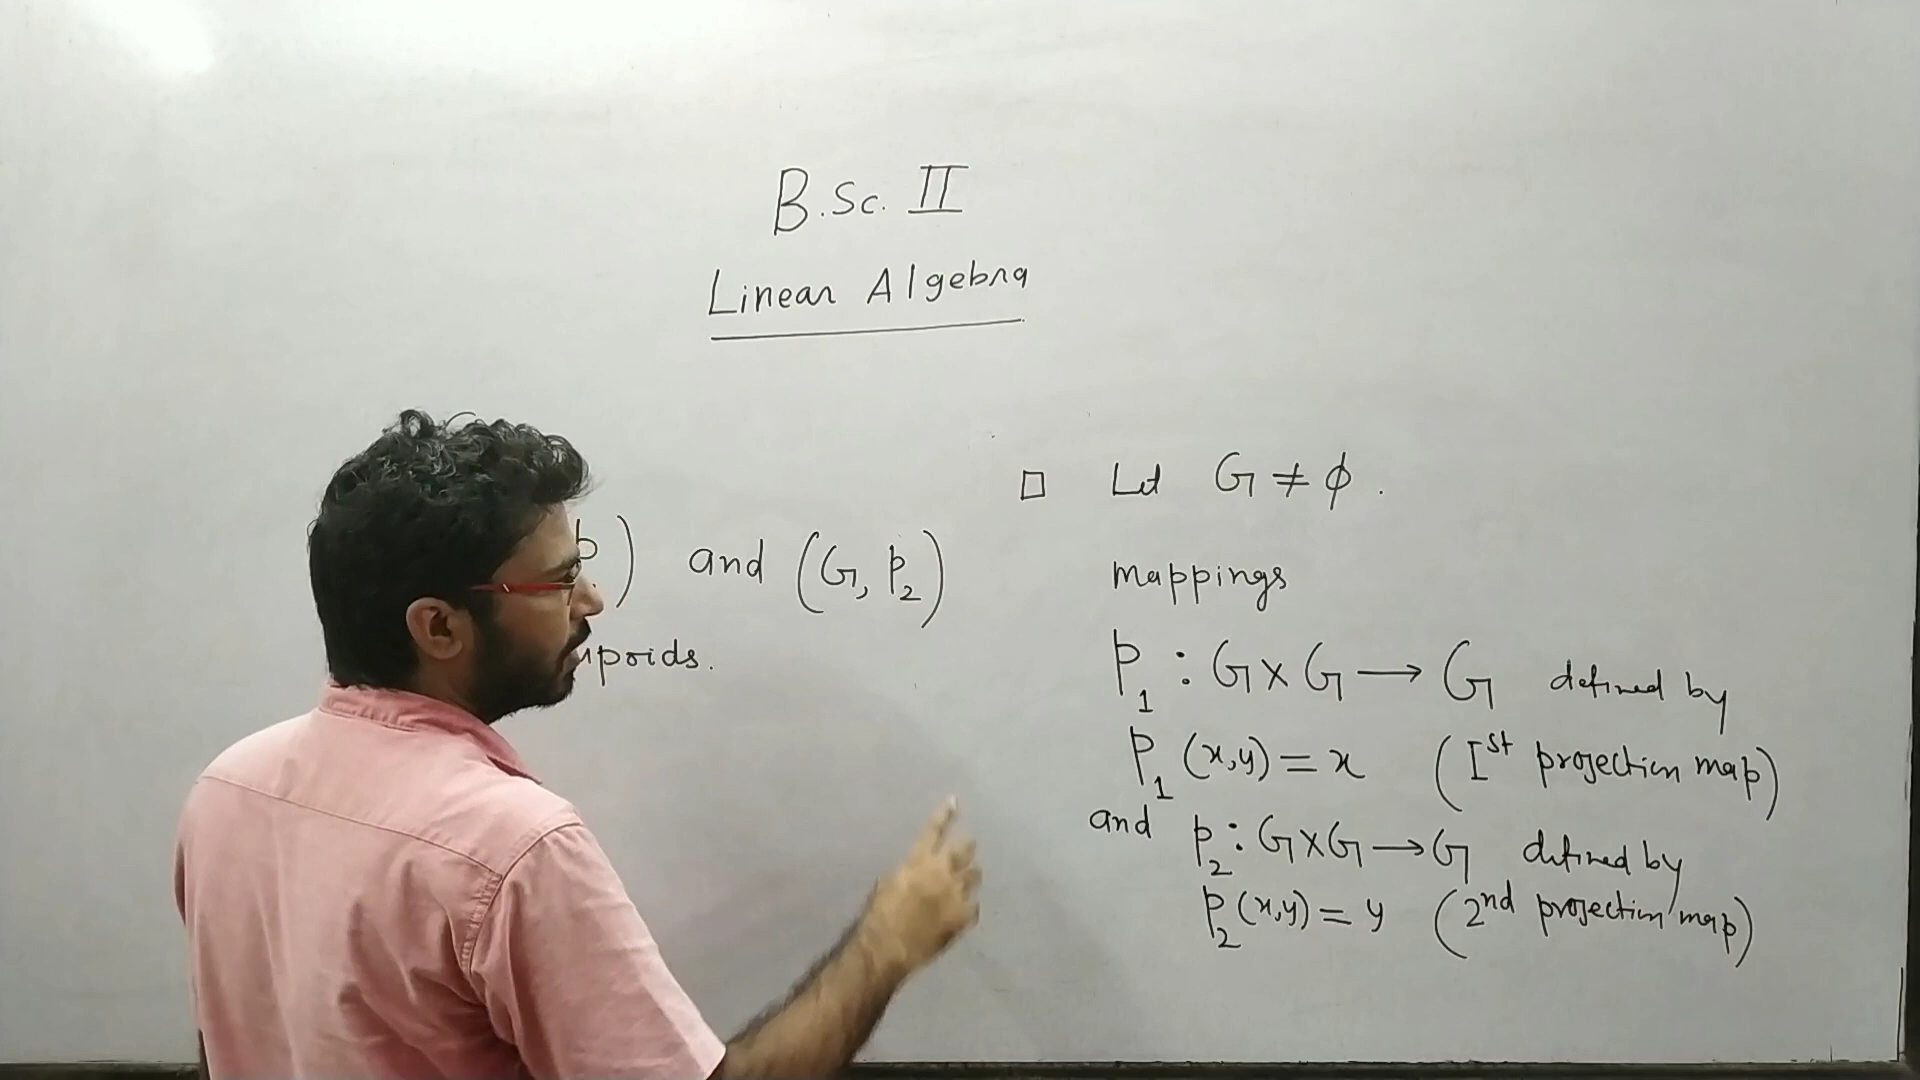 B.Sc. II
Linear Algebra
) and (G, p₂)
upoids.
□ Let G ≠ ϕ .
mappings
p₁ : G × G → G defined by
p₁ (x,y) = x (Iˢᵗ projection map)
and p₂ : G × G → G defined by
p₂ (x,y) = y (2ⁿᵈ projection map)